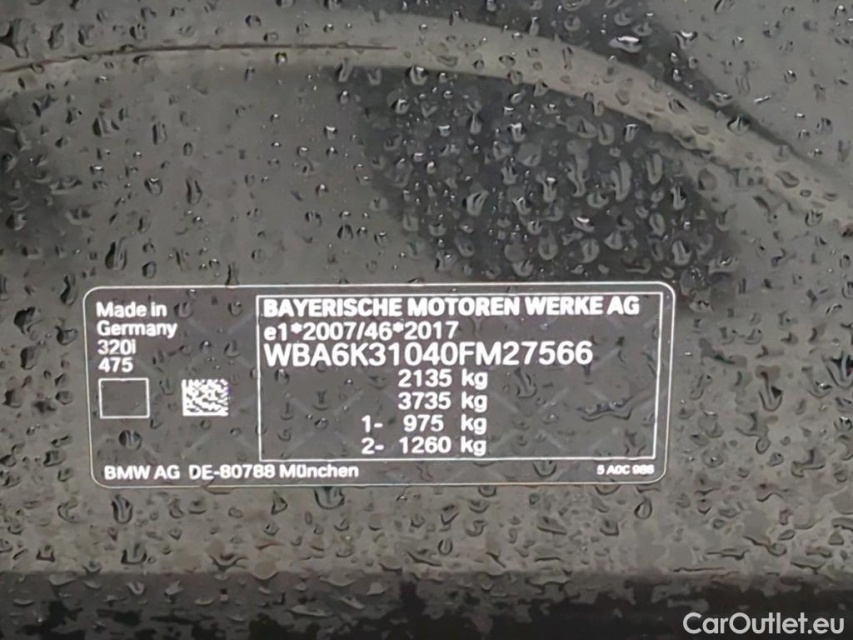 Made in
Germany
320i
475
BAYERISCHE MOTOREN WERKE AG
e1*2007/46*2017
WBA6K31040FM27566
2135 kg
3735 kg
1- 975 kg
2- 1260 kg
BMW AG DE-80788 München
5 A0C 986
CarOutlet.eu